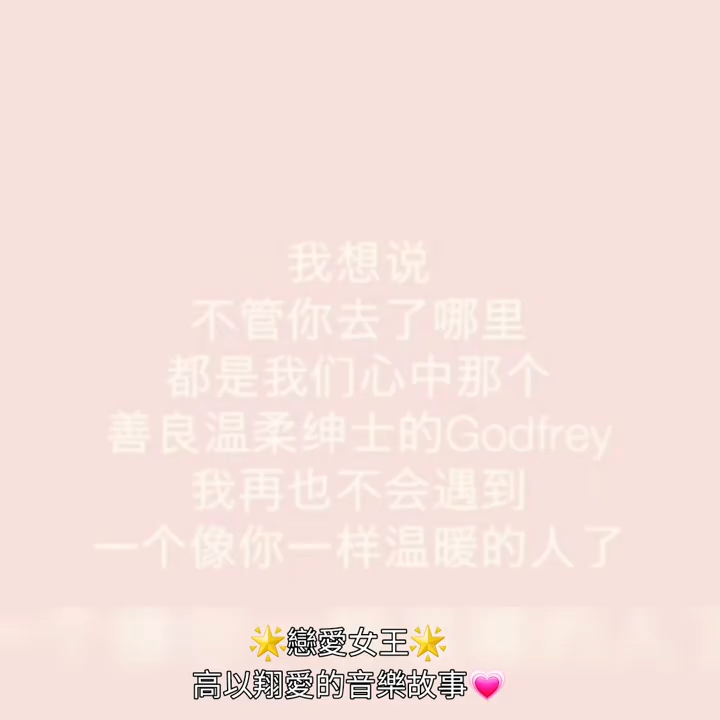 我想说
不管你去了哪里
都是我们心中那个
善良温柔绅士的Godfrey
我再也不会遇到
一个像你一样温暖的人了
🌟戀愛女王🌟
高以翔愛的音樂故事💗